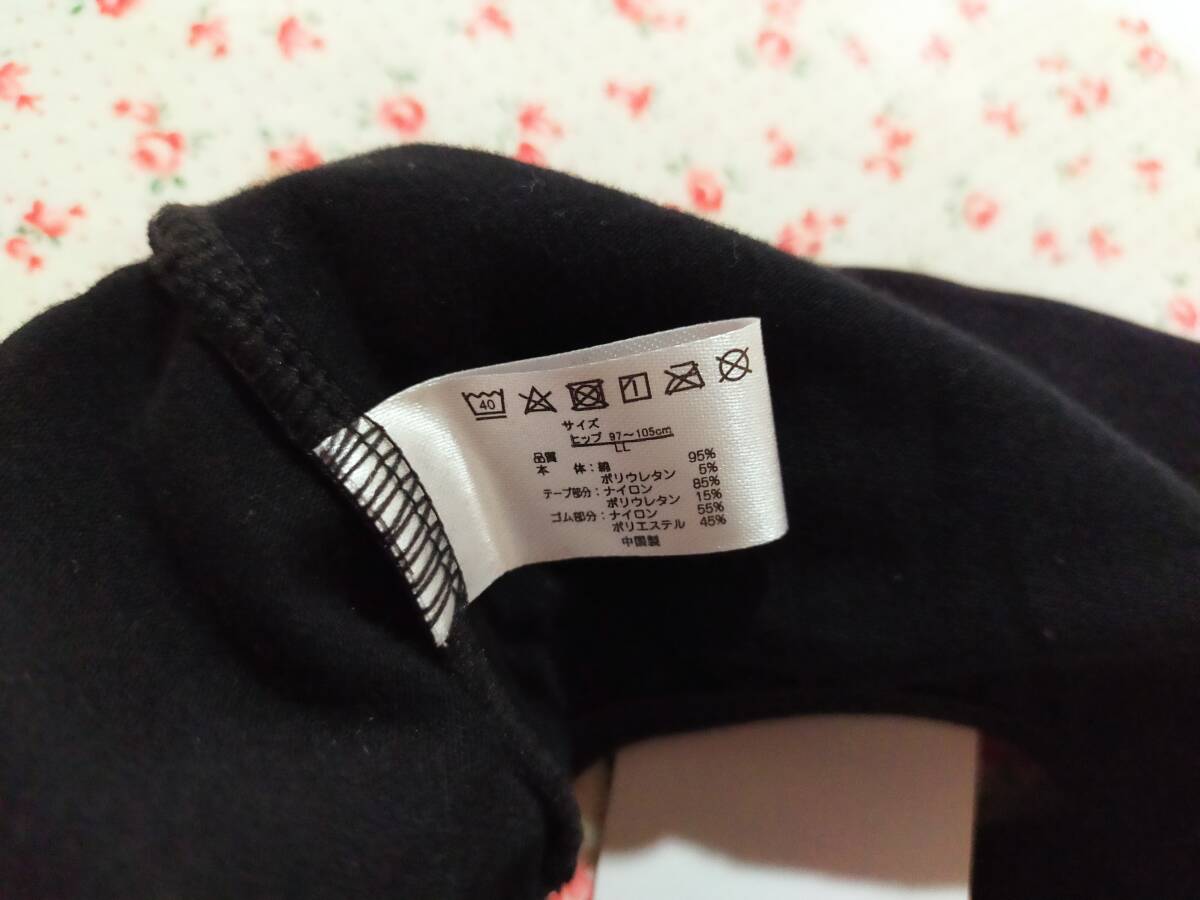 40
サイズ
ヒップ 97〜105cm
LL
品質
本 体：綿 95%
ポリウレタン 5%
テープ部分：ナイロン 85%
ポリウレタン 15%
ゴム部分：ナイロン 55%
ポリエステル 45%
中国製